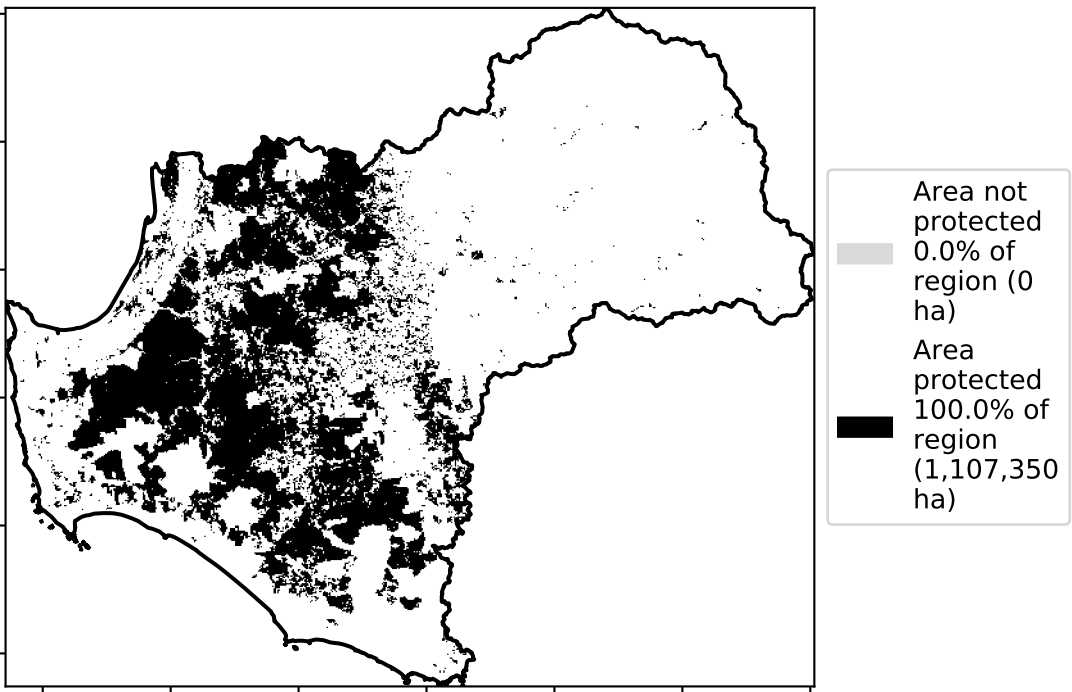 Area not
protected
0.0% of
region (0
ha)
Area
protected
100.0% of
region
(1,107,350
ha)